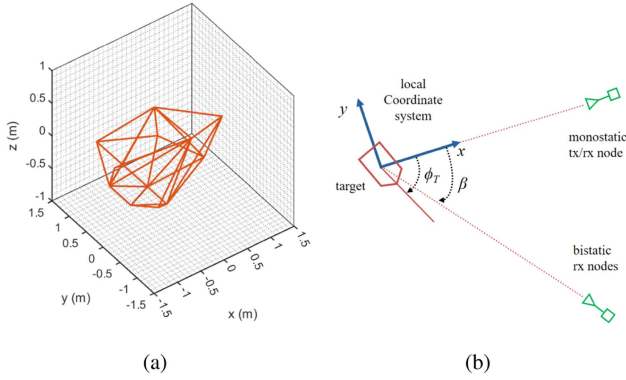 z (m)
1
0.5
0
-0.5
-1
1.5
1
0.5
0
-0.5
-1
-1.5
y (m)
-1.5
-1
-0.5
0
0.5
1
1.5
x (m)
(a)
local
Coordinate
system
y
x
target
ϕT
β
monostatic
tx/rx node
bistatic
rx nodes
(b)